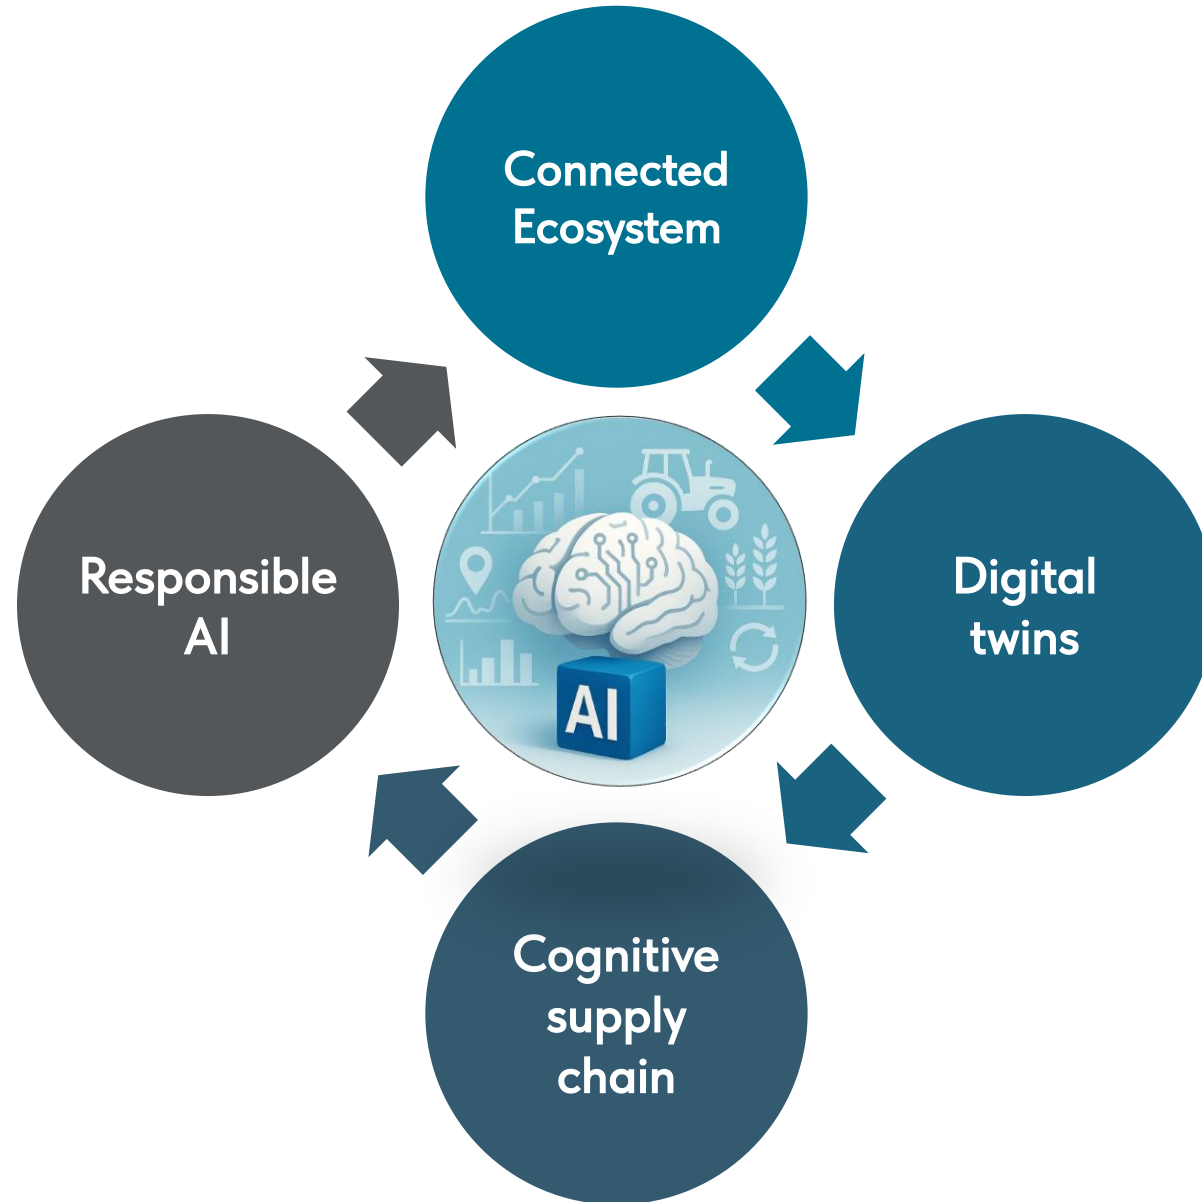 Connected
Ecosystem
Responsible
AI
Digital
twins
AI
Cognitive
supply
chain